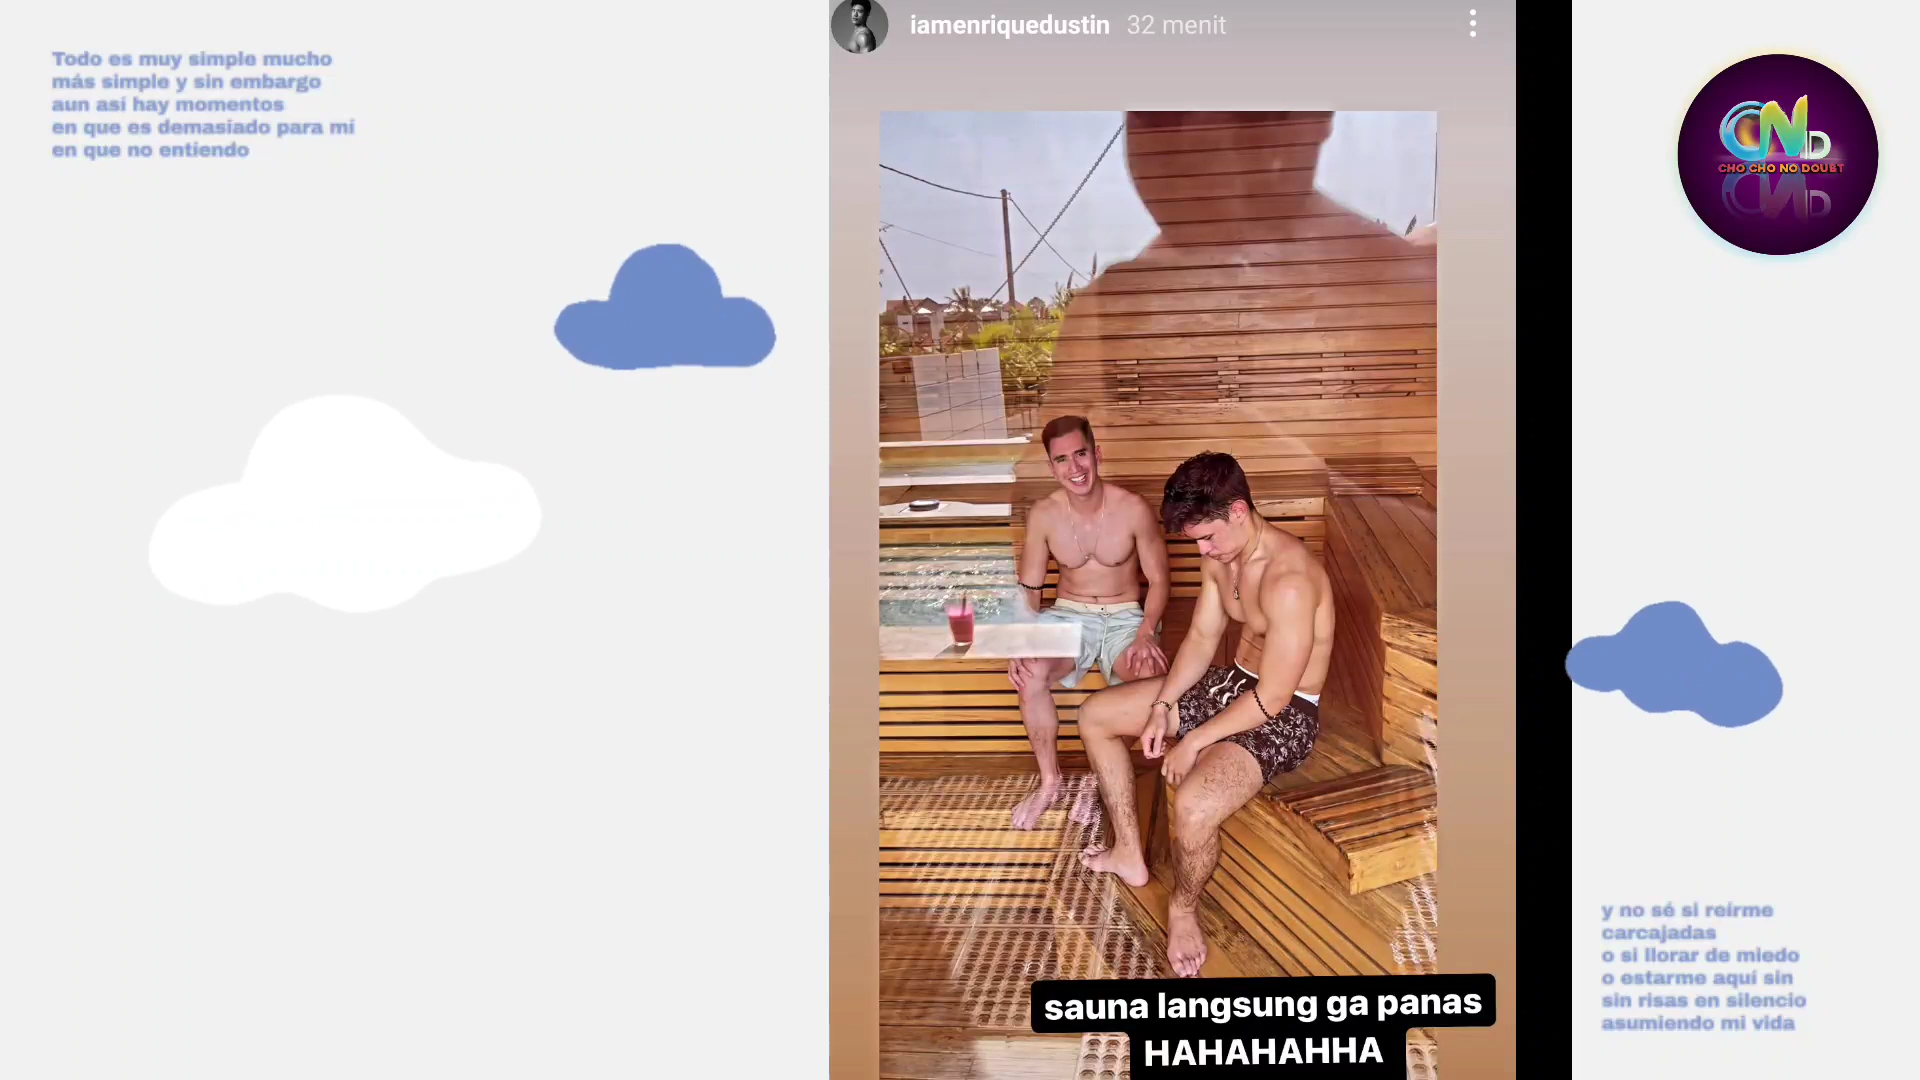 Todo es muy simple mucho
más simple y sin embargo
aun así hay momentos
en que es demasiado para mí
en que no entiendo
iamenriquedustin 32 menit
CND
CHO CHO NO DOUBT
sauna langsung ga panas
HAHAHAHHA
y no sé si reírme
carcajadas
o si llorar de miedo
o estarme aquí sin
sin risas en silencio
asumiendo mi vida